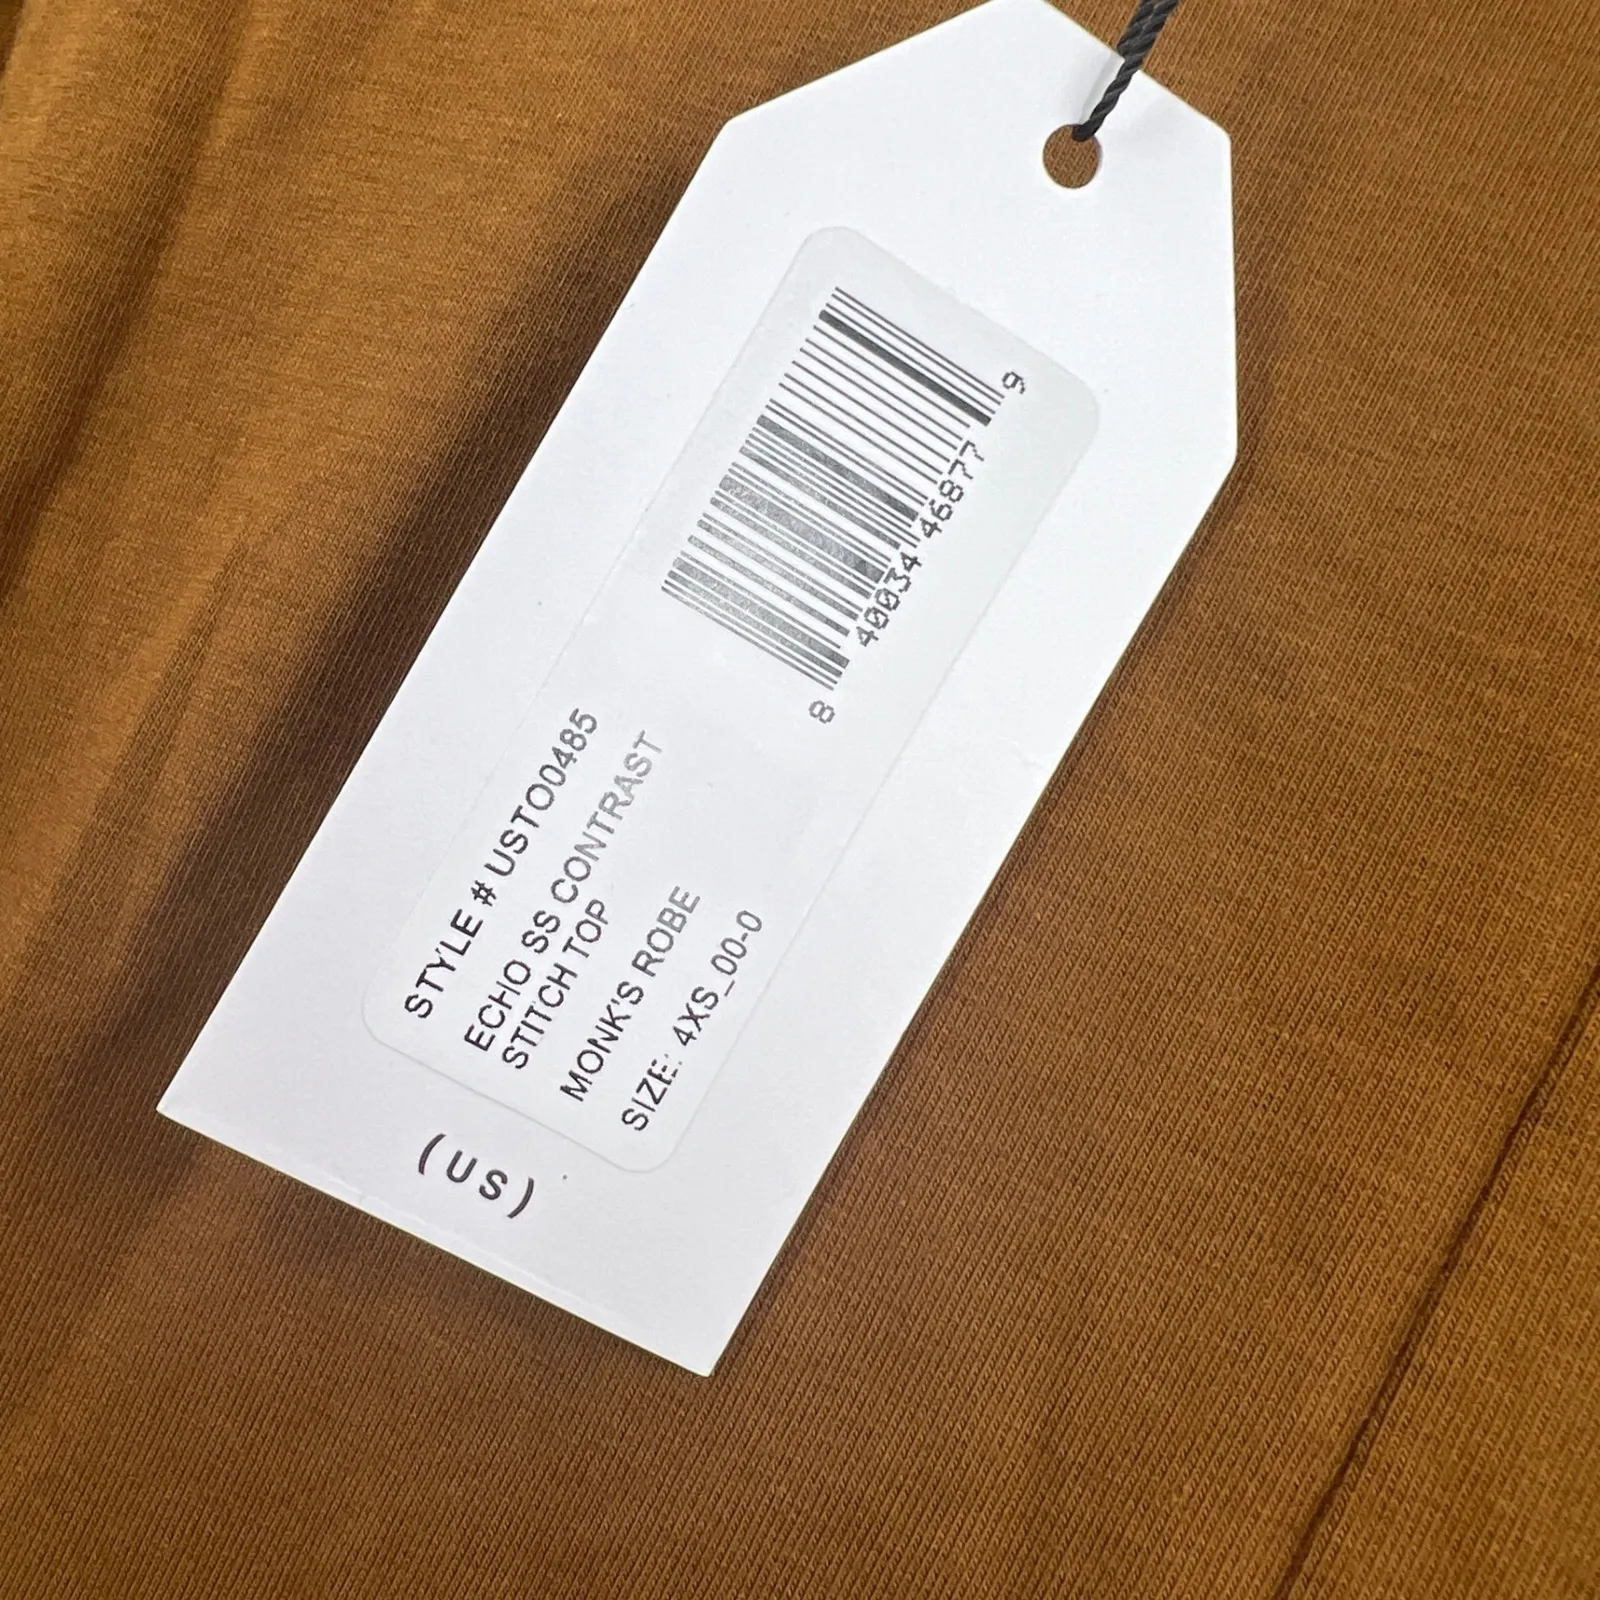 8 40034 46877 9
STYLE # USTO0485
ECHO SS CONTRAST
STITCH TOP
MONK'S ROBE
SIZE: 4XS_00-0
(US)